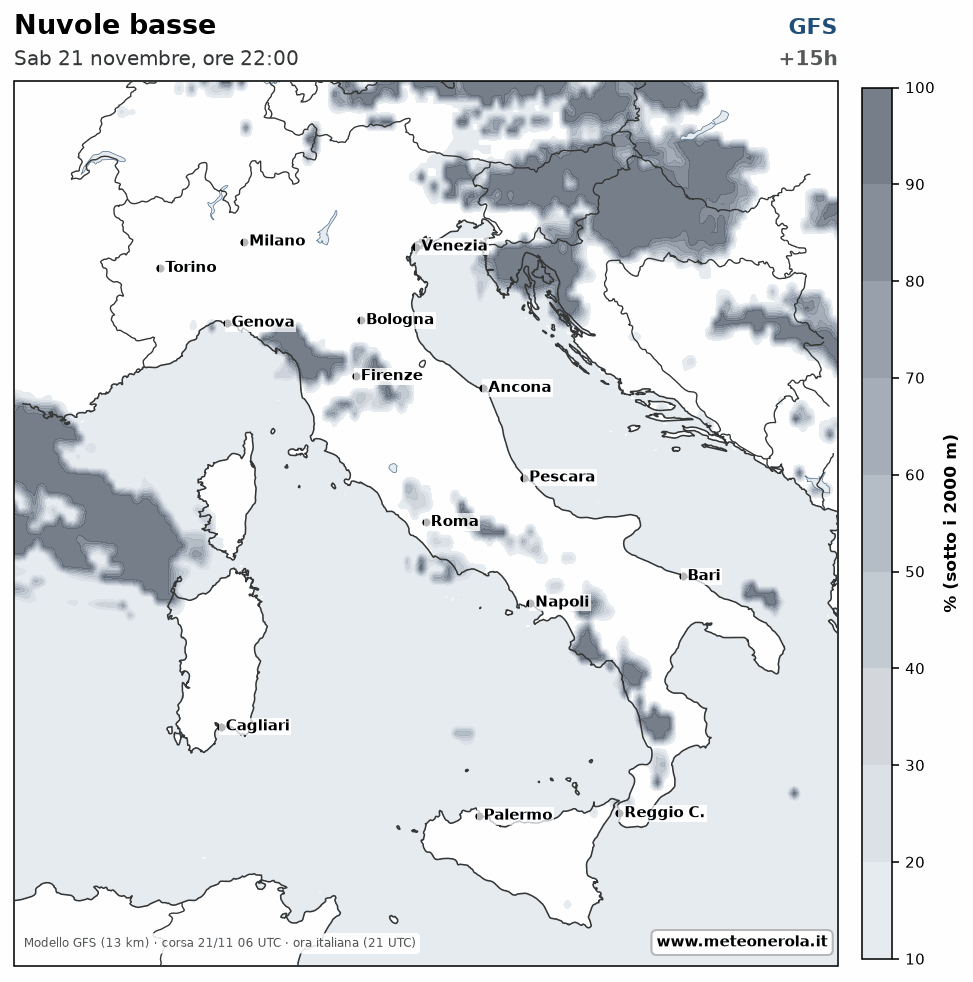 Nuvole basse
GFS
Sab 21 novembre, ore 22:00
+15h
100
90
80
70
60
50
40
30
20
10
% (sotto i 2000 m)
Milano
Venezia
Torino
Genova
Bologna
Firenze
Ancona
Pescara
Roma
Bari
Napoli
Cagliari
Palermo
Reggio C.
Modello GFS (13 km) · corsa 21/11 06 UTC · ora italiana (21 UTC)
www.meteonerola.it